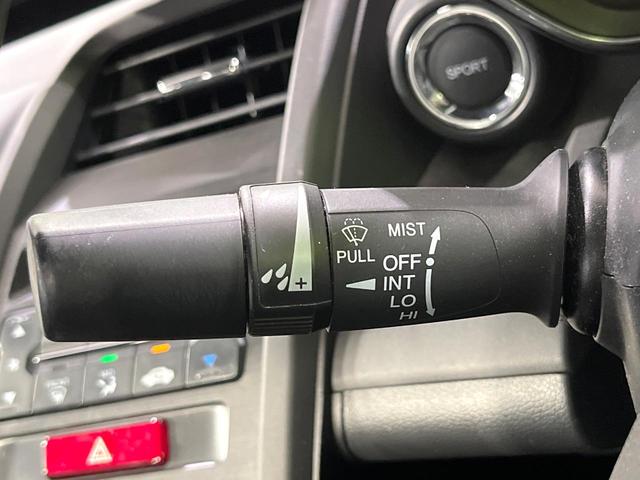 SPORT
MIST
PULL
OFF
INT
LO
HI
+